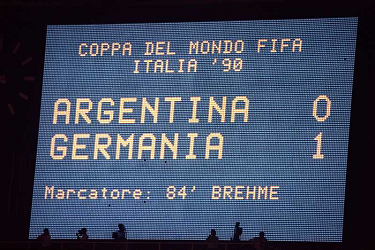 COPPA DEL MONDO FIFA
ITALIA '90
ARGENTINA 0
GERMANIA 1
Marcatore: 84' BREHME